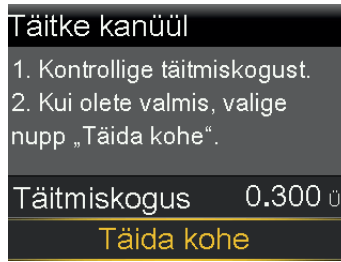 Täitke kanüül
1. Kontrollige täitmiskogust.
2. Kui olete valmis, valige
nupp „Täida kohe“.
Täitmiskogus 0.300 ü
Täida kohe